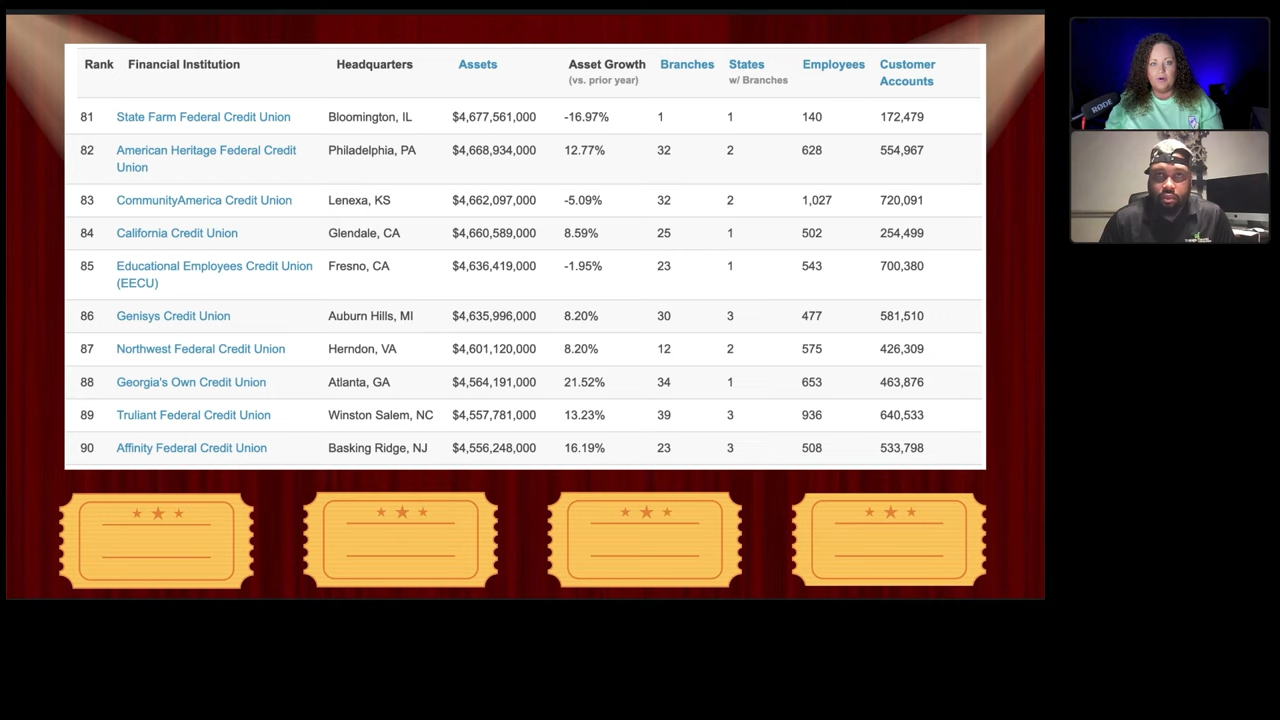 Rank Financial Institution Headquarters Assets Asset Growth Branches States Employees Customer
(vs. prior year) w/ Branches Accounts
81 State Farm Federal Credit Union Bloomington, IL $4,677,561,000 -16.97% 1 1 140 172,479
82 American Heritage Federal Credit Philadelphia, PA $4,668,934,000 12.77% 32 2 628 554,967
Union
83 CommunityAmerica Credit Union Lenexa, KS $4,662,097,000 -5.09% 32 2 1,027 720,091
84 California Credit Union Glendale, CA $4,660,589,000 8.59% 25 1 502 254,499
85 Educational Employees Credit Union Fresno, CA $4,636,419,000 -1.95% 23 1 543 700,380
(EECU)
86 Genisys Credit Union Auburn Hills, MI $4,635,996,000 8.20% 30 3 477 581,510
87 Northwest Federal Credit Union Herndon, VA $4,601,120,000 8.20% 12 2 575 426,309
88 Georgia's Own Credit Union Atlanta, GA $4,564,191,000 21.52% 34 1 653 463,876
89 Truliant Federal Credit Union Winston Salem, NC $4,557,781,000 13.23% 39 3 936 640,533
90 Affinity Federal Credit Union Basking Ridge, NJ $4,556,248,000 16.19% 23 3 508 533,798
RODE